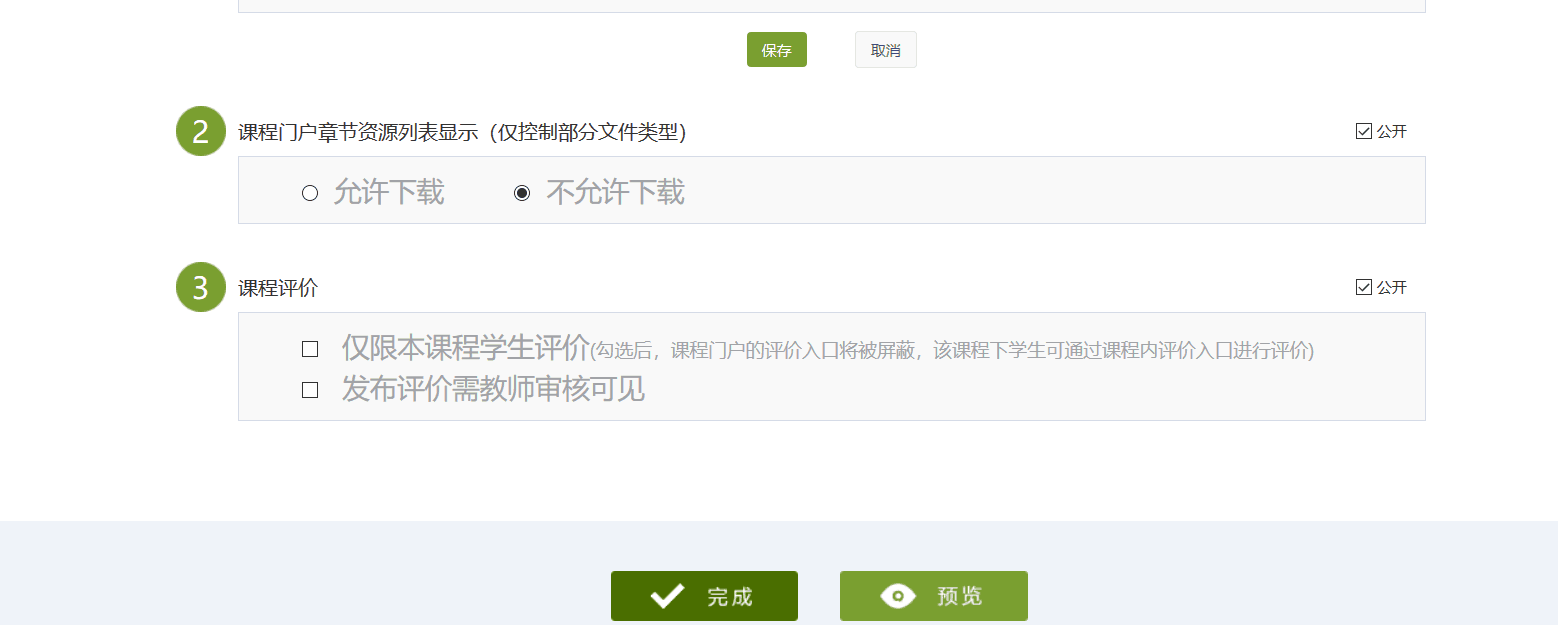 保存 取消
2 课程门户章节资源列表显示（仅控制部分文件类型） 公开
允许下载 不允许下载
3 课程评价 公开
仅限本课程学生评价(勾选后，课程门户的评价入口将被屏蔽，该课程下学生可通过课程内评价入口进行评价)
发布评价需教师审核可见
完成 预览